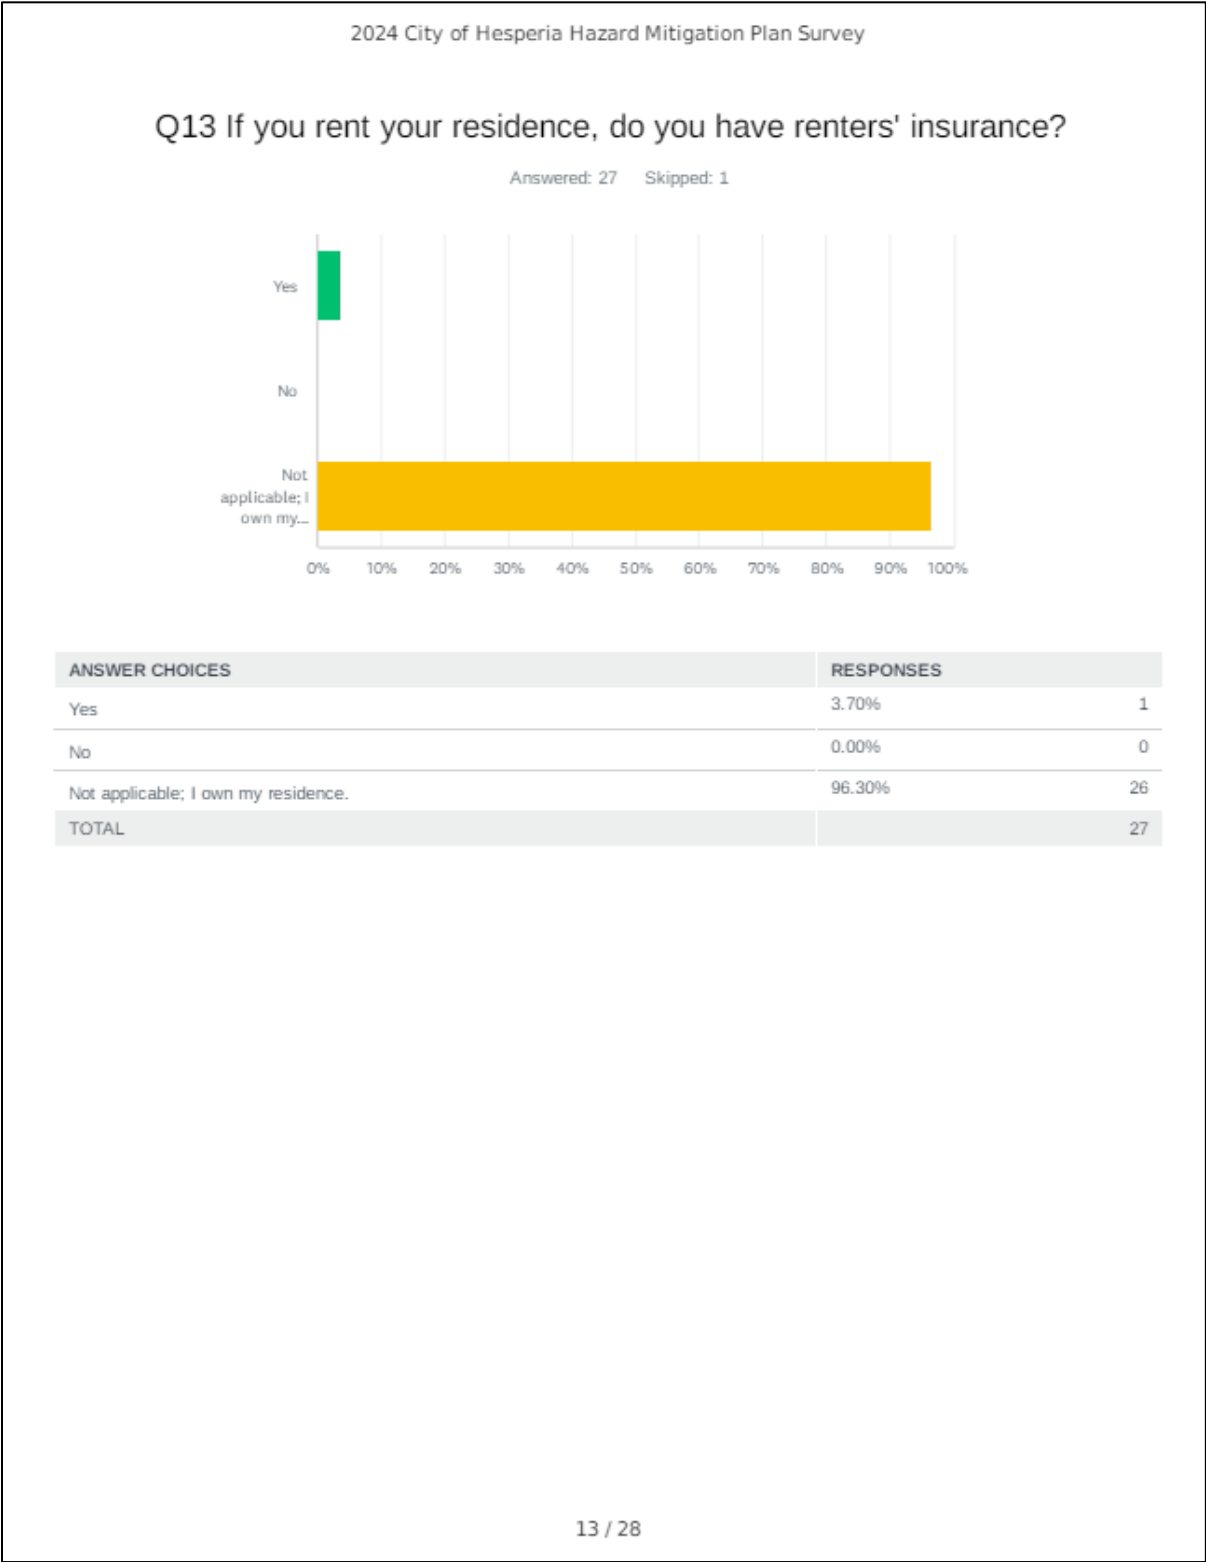 2024 City of Hesperia Hazard Mitigation Plan Survey
Q13 If you rent your residence, do you have renters' insurance?
Answered: 27 Skipped: 1
Yes
No
Not
applicable; I
own my...
0% 10% 20% 30% 40% 50% 60% 70% 80% 90% 100%
ANSWER CHOICES RESPONSES
Yes 3.70% 1
No 0.00% 0
Not applicable; I own my residence. 96.30% 26
TOTAL 27
13 / 28